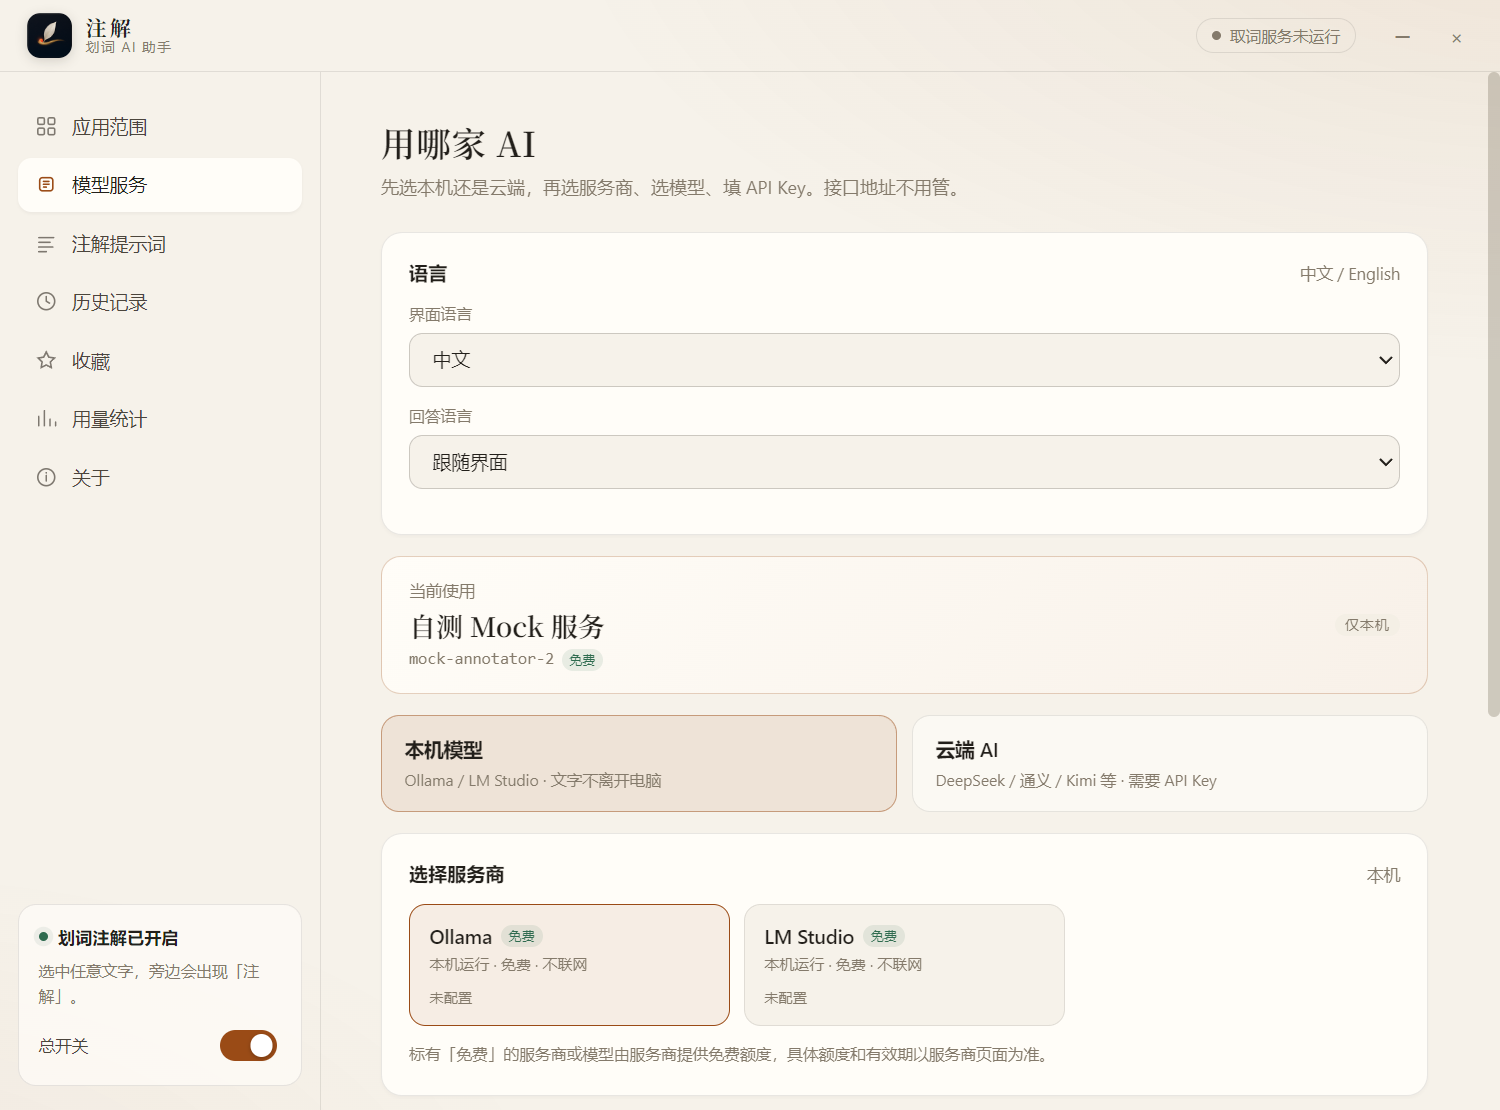 注解
划词 AI 助手
取词服务未运行
应用范围
模型服务
注解提示词
历史记录
收藏
用量统计
关于
划词注解已开启
选中任意文字，旁边会出现「注
解」。
总开关
用哪家 AI
先选本机还是云端，再选服务商、选模型、填 API Key。接口地址不用管。
语言
中文 / English
界面语言
中文
回答语言
跟随界面
当前使用
自测 Mock 服务
仅本机
mock-annotator-2 免费
本机模型
Ollama / LM Studio · 文字不离开电脑
云端 AI
DeepSeek / 通义 / Kimi 等 · 需要 API Key
选择服务商
本机
Ollama 免费
本机运行 · 免费 · 不联网
未配置
LM Studio 免费
本机运行 · 免费 · 不联网
未配置
标有「免费」的服务商或模型由服务商提供免费额度，具体额度和有效期以服务商页面为准。